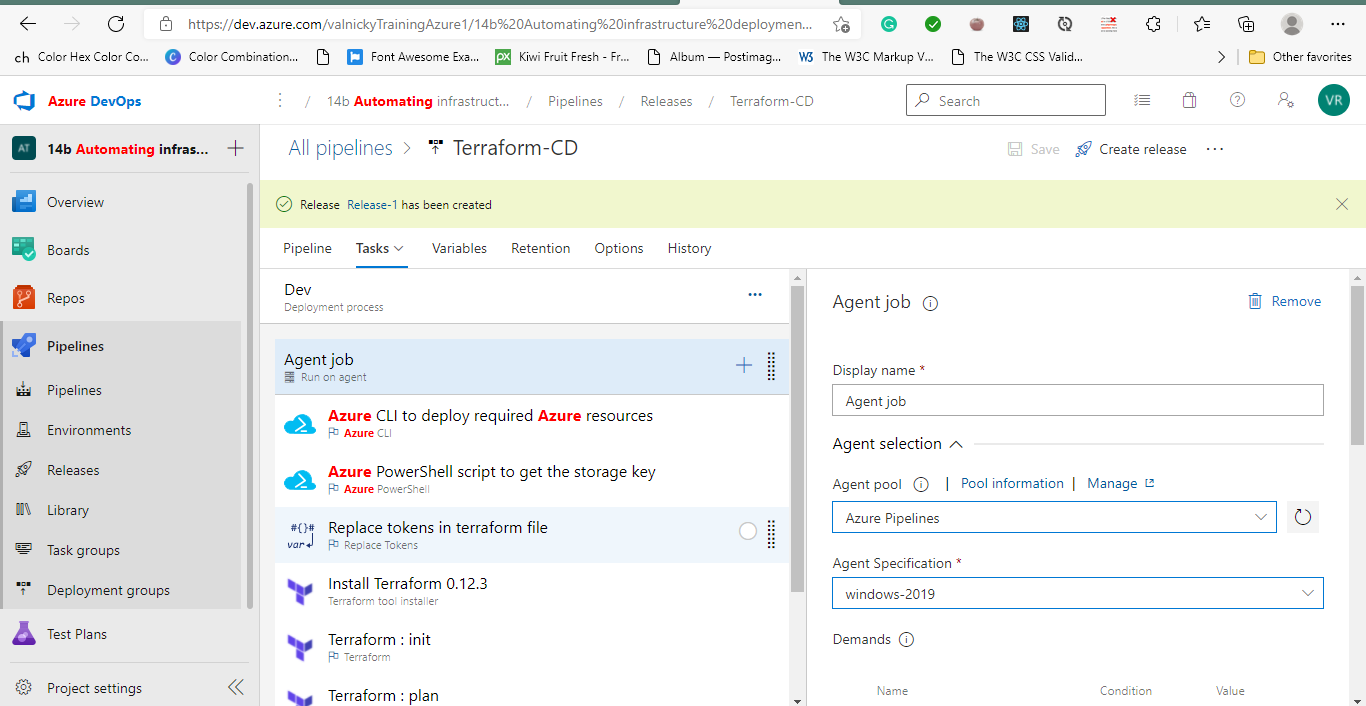 https://dev.azure.com/valnickyTrainingAzure1/14b%20Automating%20infrastructure%20deploymen...
ch Color Hex Color Co...
Color Combination...
Font Awesome Exa...
px Kiwi Fruit Fresh - Fr...
Album — Postimag...
W3 The W3C Markup V...
The W3C CSS Valid...
Other favorites
Azure DevOps
/ 14b Automating infrastruct... / Pipelines / Releases / Terraform-CD
Search
VR
AT 14b Automating infras...
Overview
Boards
Repos
Pipelines
Pipelines
Environments
Releases
Library
Task groups
Deployment groups
Test Plans
Project settings
All pipelines > Terraform-CD
Save
Create release
Release Release-1 has been created
Pipeline Tasks Variables Retention Options History
Dev
Deployment process
Agent job
Run on agent
Azure CLI to deploy required Azure resources
Azure CLI
Azure PowerShell script to get the storage key
Azure PowerShell
#{}#
var
Replace tokens in terraform file
Replace Tokens
Install Terraform 0.12.3
Terraform tool installer
Terraform : init
Terraform
Terraform : plan
Agent job
Remove
Display name *
Agent job
Agent selection
Agent pool | Pool information | Manage
Azure Pipelines
Agent Specification *
windows-2019
Demands
Name Condition Value